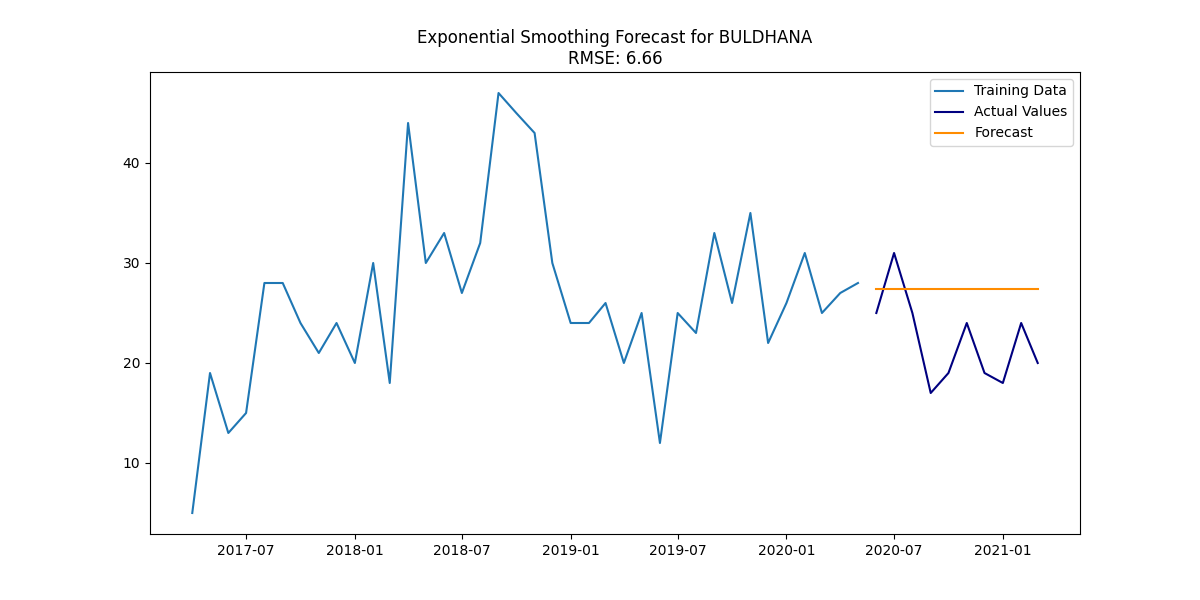 Exponential Smoothing Forecast for BULDHANA
RMSE: 6.66
Training Data
Actual Values
Forecast
40
30
20
10
2017-07 2018-01 2018-07 2019-01 2019-07 2020-01 2020-07 2021-01